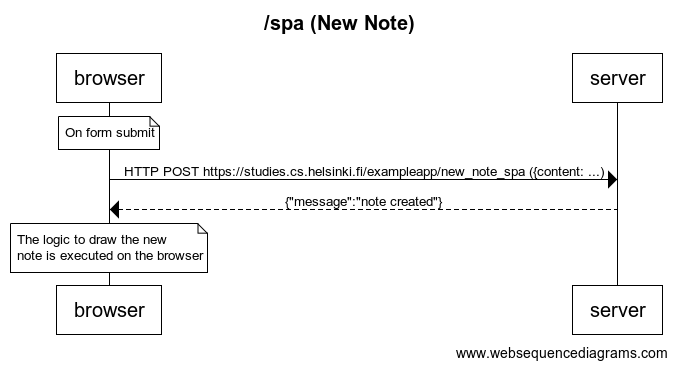 /spa (New Note)
browser
server
On form submit
HTTP POST https://studies.cs.helsinki.fi/exampleapp/new_note_spa ({content: ...)
{"message":"note created"}
The logic to draw the new
note is executed on the browser
browser
server
www.websequencediagrams.com